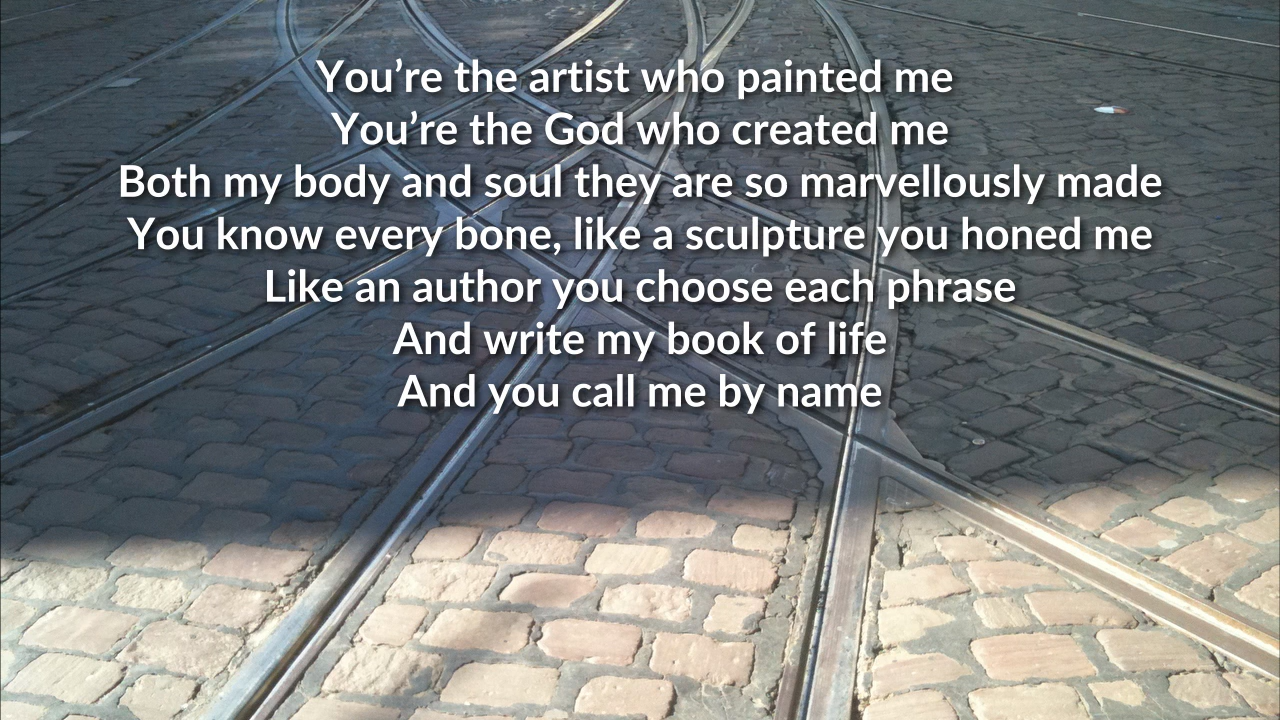 You’re the artist who painted me
You’re the God who created me
Both my body and soul they are so marvellously made
You know every bone, like a sculpture you honed me
Like an author you choose each phrase
And write my book of life
And you call me by name